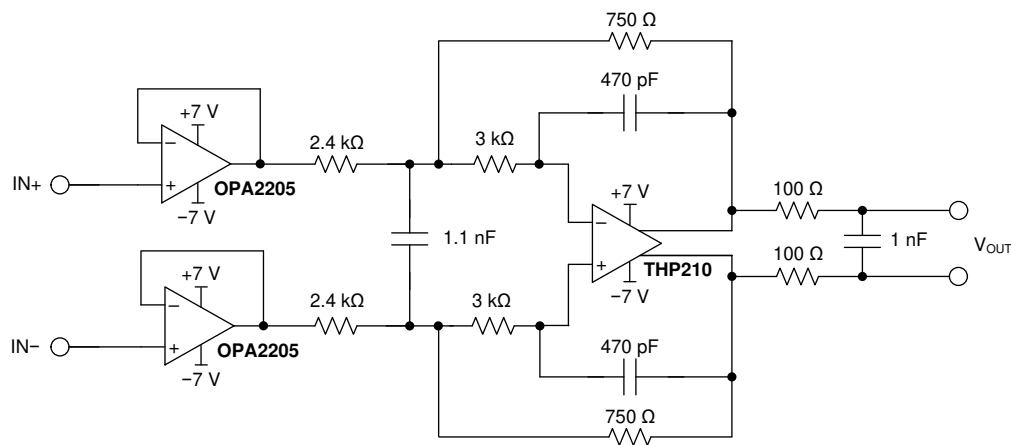 750 Ω
470 pF
+7 V
2.4 kΩ
3 kΩ
−
+
IN+
OPA2205
−7 V
+7 V
−
+
THP210
−7 V
1.1 nF
100 Ω
100 Ω
1 nF
VOUT
+7 V
2.4 kΩ
3 kΩ
−
+
IN−
OPA2205
−7 V
470 pF
750 Ω